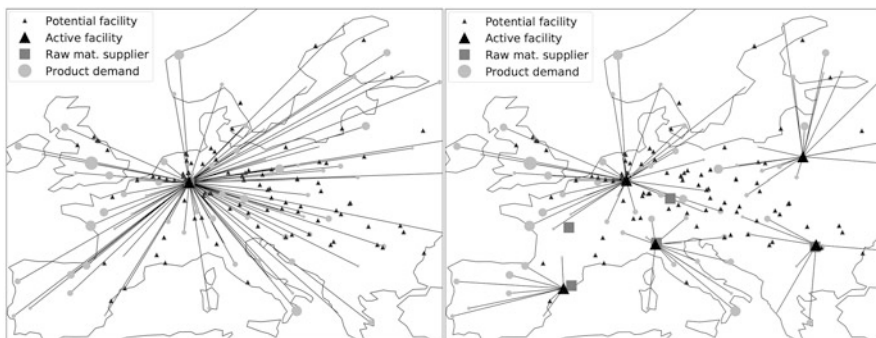 Potential facility
Active facility
Raw mat. supplier
Product demand
Potential facility
Active facility
Raw mat. supplier
Product demand